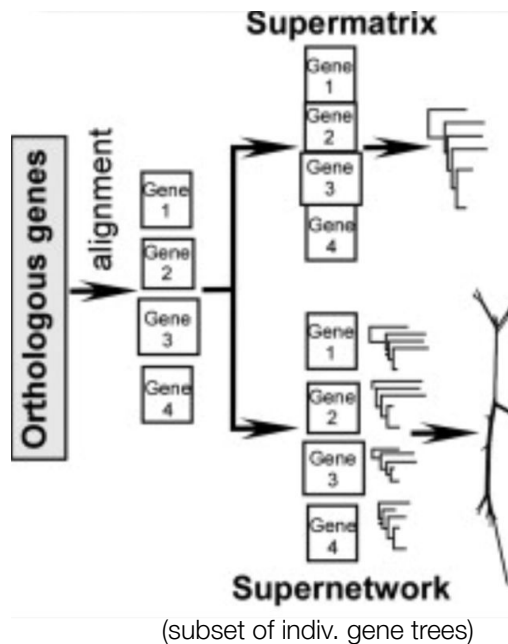 Supermatrix
Orthologous genes
alignment
Gene
1
Gene
2
Gene
3
Gene
4
Gene
1
Gene
2
Gene
3
Gene
4
Gene
1
Gene
2
Gene
3
Gene
4
Supernetwork
(subset of indiv. gene trees)